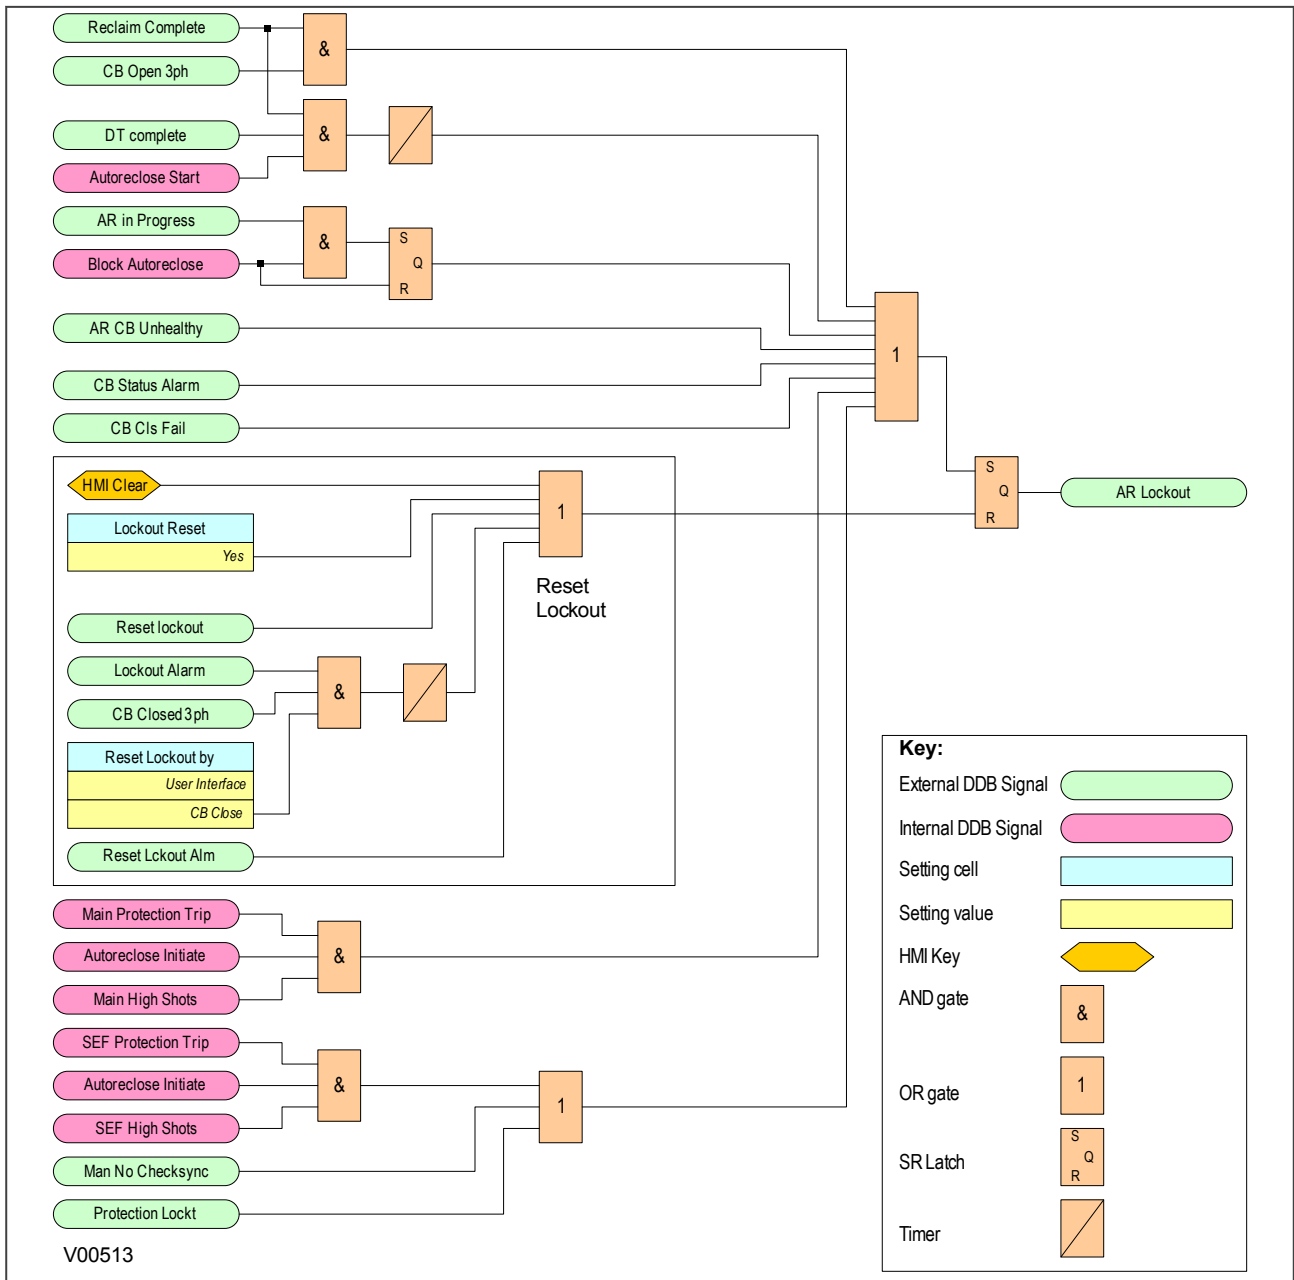 Reclaim Complete
&
CB Open 3ph
DT complete
&
Autoreclose Start
AR in Progress
&
S
Q
R
Block Autoreclose
AR CB Unhealthy
1
CB Status Alarm
CB Cls Fail
HMI Clear
1
S
Q
R
AR Lockout
Lockout Reset
Yes
Reset
Lockout
Reset lockout
Lockout Alarm
&
CB Closed 3ph
Reset Lockout by
User Interface
CB Close
Reset Lckout Alm
Main Protection Trip
Autoreclose Initiate
&
Main High Shots
SEF Protection Trip
Autoreclose Initiate
&
1
SEF High Shots
Man No Checksync
Protection Lockt
V00513
Key:
External DDB Signal
Internal DDB Signal
Setting cell
Setting value
HMI Key
AND gate
&
OR gate
1
SR Latch
S
Q
R
Timer